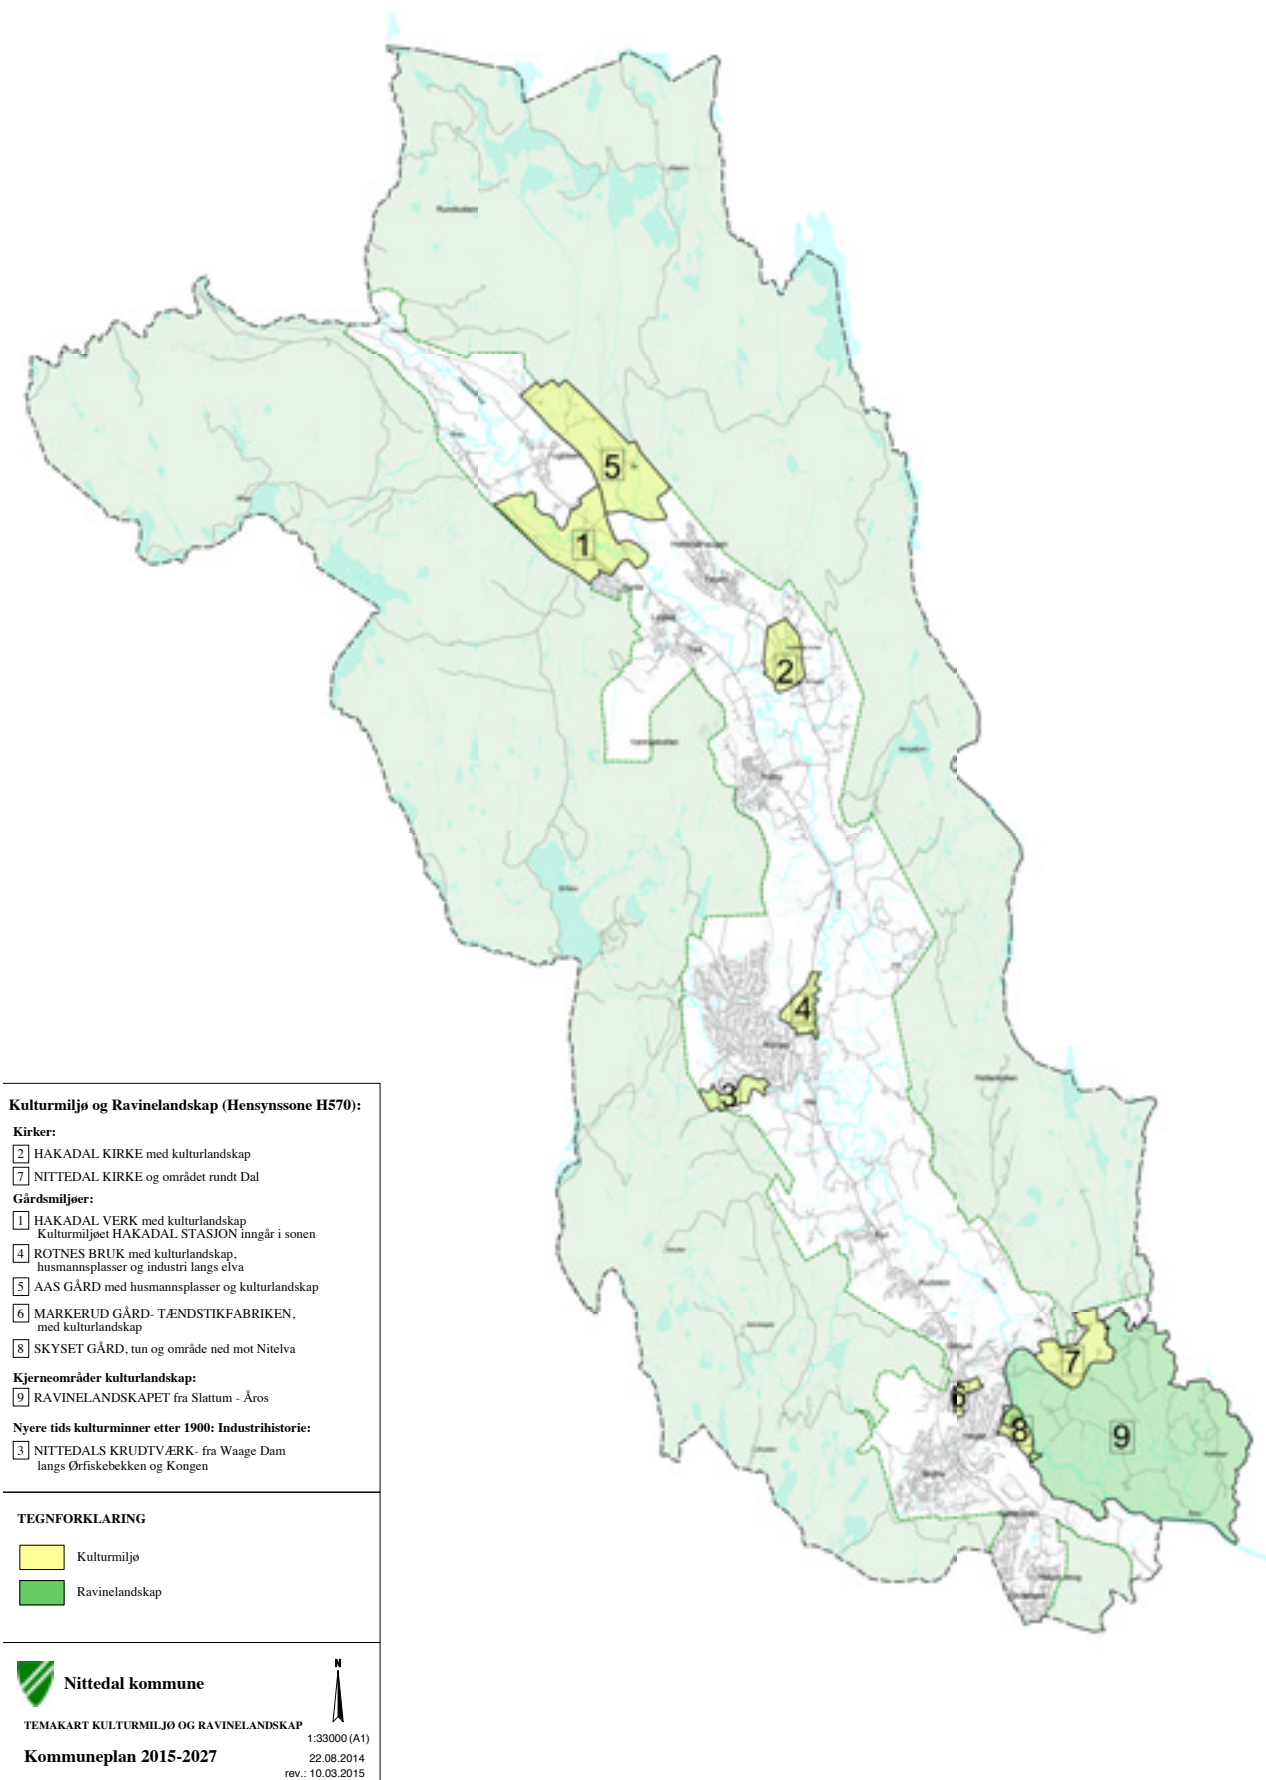 5
1
2
4
3
7
6
8
9
Kulturmiljø og Ravinelandskap (Hensynssone H570):
Kirker:
2 HAKADAL KIRKE med kulturlandskap
7 NITTEDAL KIRKE og området rundt Dal
Gårdsmiljøer:
1 HAKADAL VERK med kulturlandskap
Kulturmiljøet HAKADAL STASJON inngår i sonen
4 ROTNES BRUK med kulturlandskap,
husmannsplasser og industri langs elva
5 AAS GÅRD med husmannsplasser og kulturlandskap
6 MARKERUD GÅRD- TÆNDSTIKFABRIKEN,
med kulturlandskap
8 SKYSET GÅRD, tun og område ned mot Nitelva
Kjerneområder kulturlandskap:
9 RAVINELANDSKAPET fra Slattum - Åros
Nyere tids kulturminner etter 1900: Industrihistorie:
3 NITTEDALS KRUDTVÆRK- fra Waage Dam
langs Ørfiskebekken og Kongen
TEGNFORKLARING
Kulturmiljø
Ravinelandskap
Nittedal kommune
N
TEMAKART KULTURMILJØ OG RAVINELANDSKAP
1:33000 (A1)
Kommuneplan 2015-2027
22.08.2014
rev.: 10.03.2015